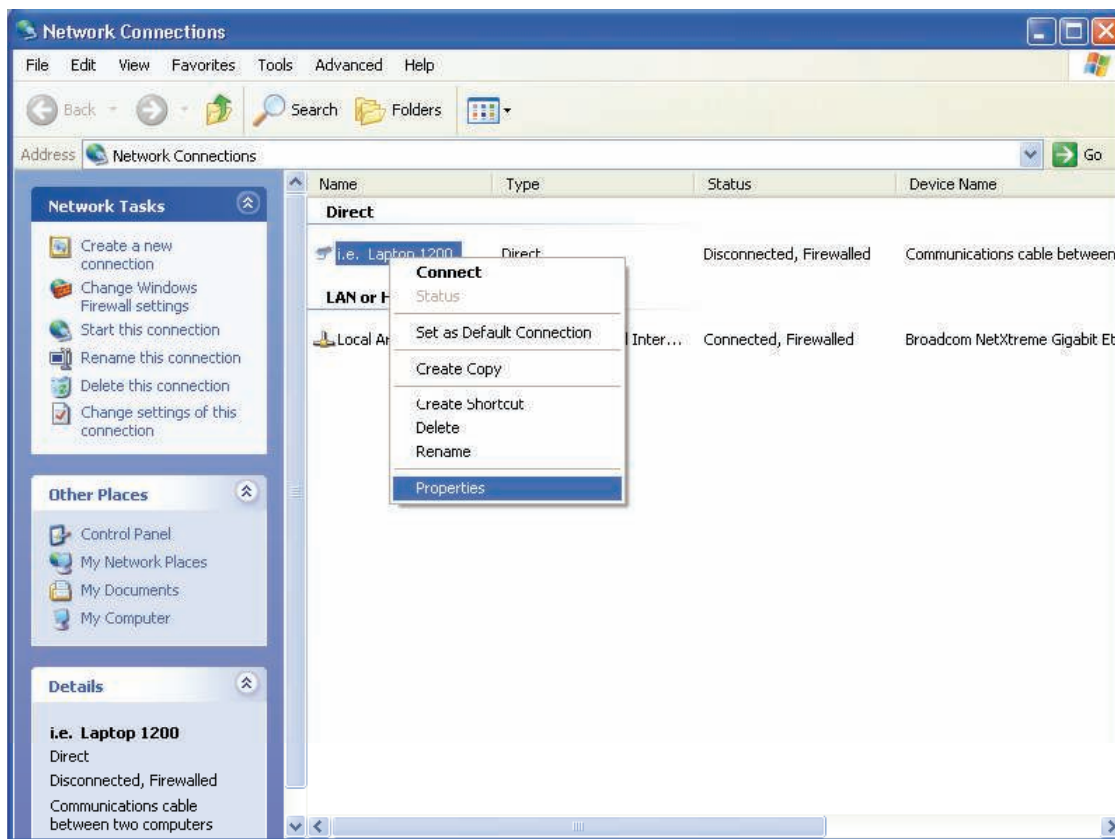 Network Connections
File Edit View Favorites Tools Advanced Help
Back Search Folders
Address Network Connections Go
Network Tasks
Create a new
connection
Change Windows
Firewall settings
Start this connection
Rename this connection
Delete this connection
Change settings of this
connection
Other Places
Control Panel
My Network Places
My Documents
My Computer
Details
i.e. Laptop 1200
Direct
Disconnected, Firewalled
Communications cable
between two computers
Name Type Status Device Name
Direct
i.e. Laptop 1200 Direct Disconnected, Firewalled Communications cable between
LAN or H
Local Ar Inter... Connected, Firewalled Broadcom NetXtreme Gigabit Et
Connect
Status
Set as Default Connection
Create Copy
Create Shortcut
Delete
Rename
Properties